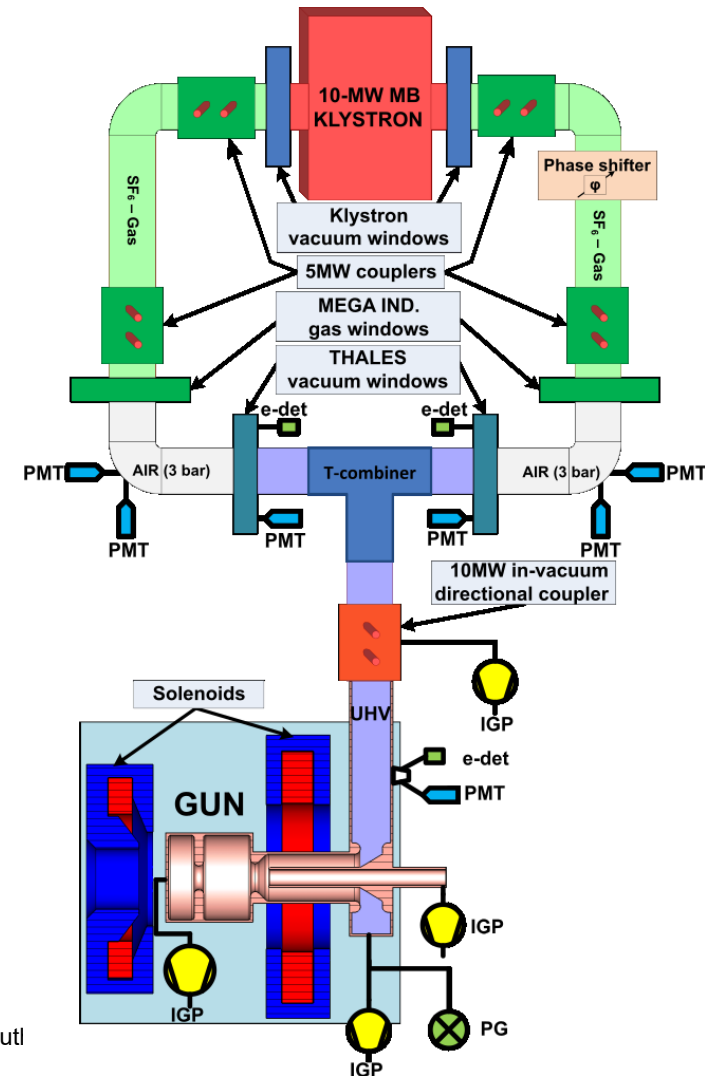 10-MW MB
KLYSTRON
Phase shifter
φ
SF₆ – Gas
SF₆ – Gas
Klystron
vacuum windows
5MW couplers
MEGA IND.
gas windows
THALES
vacuum windows
e-det
e-det
PMT
AIR (3 bar)
T-combiner
AIR (3 bar)
PMT
PMT
PMT
PMT
PMT
10MW in-vacuum
directional coupler
IGP
Solenoids
UHV
e-det
PMT
GUN
IGP
IGP
PG
IGP
utl